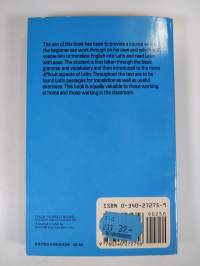 The aim of this book has been to provide a course which
the beginner can work through on his own and which will
enable him to translate English into Latin and read Latin
with ease. The student is first taken through the basic
grammar and vocabulary and then introduced to the more
difficult aspects of Latin. Throughout the text are to be
found Latin passages for translation as well as useful
exercises. This book is equally valuable to those working
at home and those working in the classroom.
ISBN 0-340-27275-9
90250
39,-
UNITED KINGDOM